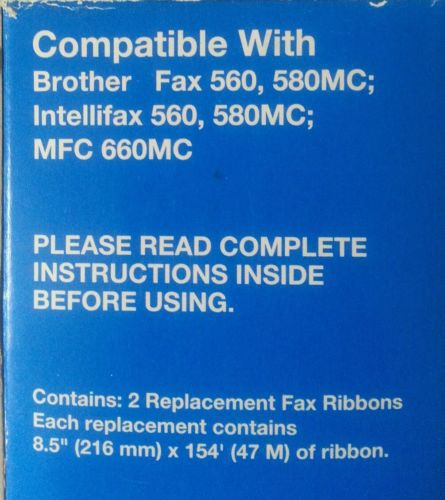 Compatible With
Brother Fax 560, 580MC;
Intellifax 560, 580MC;
MFC 660MC
PLEASE READ COMPLETE
INSTRUCTIONS INSIDE
BEFORE USING.
Contains: 2 Replacement Fax Ribbons
Each replacement contains
8.5" (216 mm) x 154' (47 M) of ribbon.